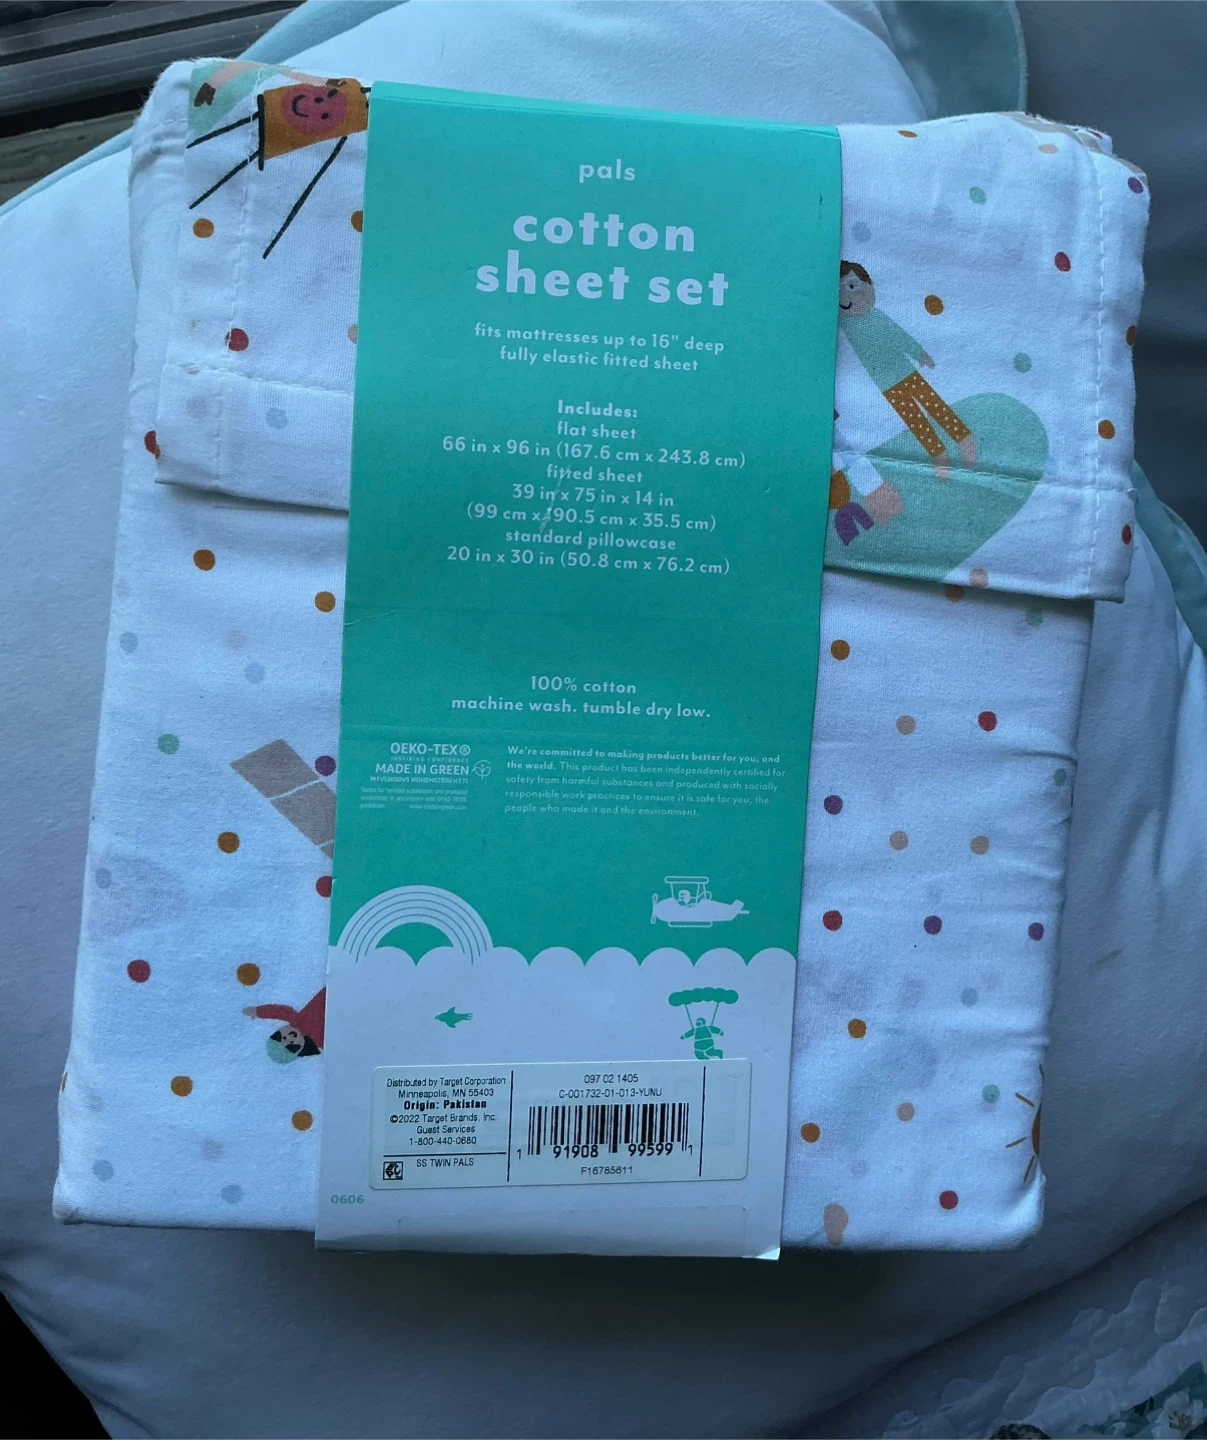 pals
cotton
sheet set
fits mattresses up to 16" deep
fully elastic fitted sheet
Includes:
flat sheet
66 in x 96 in (167.6 cm x 243.8 cm)
fitted sheet
39 in x 75 in x 14 in
(99 cm x 190.5 cm x 35.5 cm)
standard pillowcase
20 in x 30 in (50.8 cm x 76.2 cm)
100% cotton
machine wash. tumble dry low.
OEKO-TEX®
INSPIRING CONFIDENCE
MADE IN GREEN
We're committed to making products better for you, and
the world. This product has been independently certified for
safety from harmful substances and produced with socially
responsible work practices to ensure it is safe for you, the
people who made it and the environment.
Distributed by Target Corporation
Minneapolis, MN 55403
Origin: Pakistan
©2022 Target Brands, Inc.
Guest Services
1-800-440-0680
SS TWIN PALS
097 02 1405
C-001732-01-013-YUNU
1 91908 99599 1
F16785611
0606